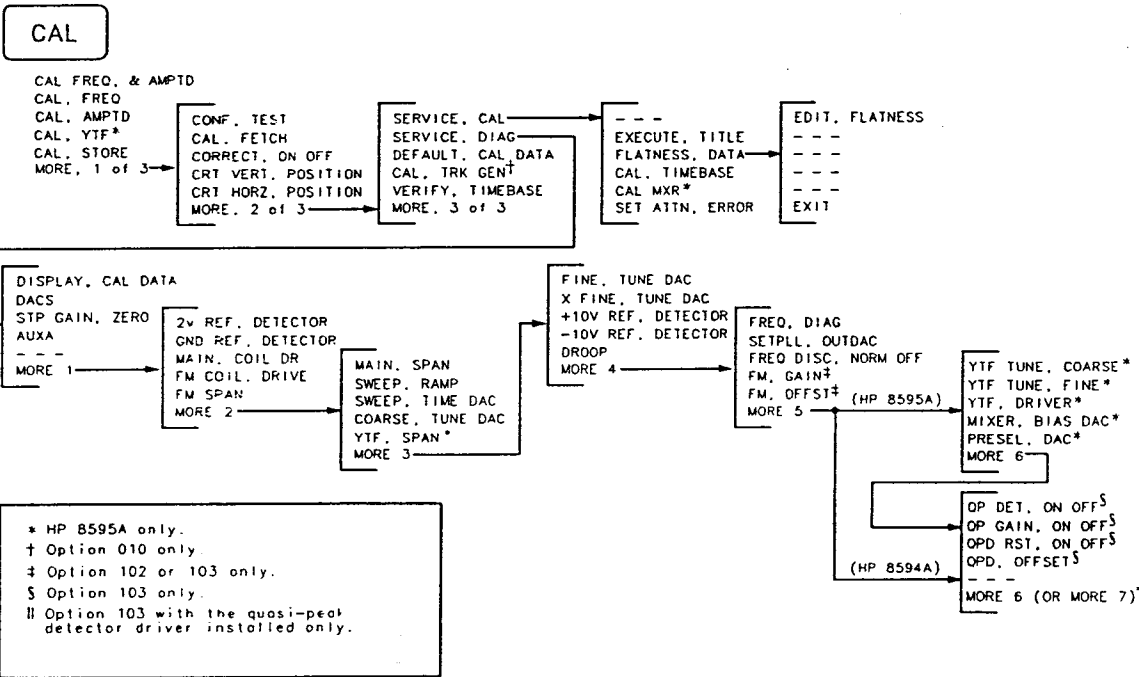 CAL
CAL FREQ, & AMPTD
CAL, FREQ
CAL, AMPTD
CAL, YTF*
CAL, STORE
MORE, 1 of 3
CONF, TEST
CAL, FETCH
CORRECT, ON OFF
CRT VERT, POSITION
CRT HORZ, POSITION
MORE, 2 of 3
SERVICE, CAL
SERVICE, DIAG
DEFAULT, CAL DATA
CAL, TRK GEN†
VERIFY, TIMEBASE
MORE, 3 of 3
- - -
EXECUTE, TITLE
FLATNESS, DATA
CAL, TIMEBASE
CAL MXR*
SET ATTN, ERROR
EDIT, FLATNESS
- - -
- - -
- - -
- - -
EXIT
DISPLAY, CAL DATA
DACS
STP GAIN, ZERO
AUXA
- - -
MORE 1
2v REF, DETECTOR
GND REF, DETECTOR
MAIN, COIL DR
FM COIL, DRIVE
FM SPAN
MORE 2
MAIN, SPAN
SWEEP, RAMP
SWEEP, TIME DAC
COARSE, TUNE DAC
YTF, SPAN*
MORE 3
FINE, TUNE DAC
X FINE, TUNE DAC
+10V REF, DETECTOR
-10V REF, DETECTOR
DROOP
MORE 4
FREQ, DIAG
SETPLL, OUTDAC
FREQ DISC, NORM OFF
FM, GAIN‡
FM, OFFST‡
MORE 5
(HP 8595A)
YTF TUNE, COARSE*
YTF TUNE, FINE*
YTF, DRIVER*
MIXER, BIAS DAC*
PRESEL, DAC*
MORE 6
(HP 8594A)
QP DET, ON OFF§
QP GAIN, ON OFF§
QPD RST, ON OFF§
QPD, OFFSET§
- - -
MORE 6 (OR MORE 7)
* HP 8595A only.
† Option 010 only.
‡ Option 102 or 103 only.
§ Option 103 only.
‖ Option 103 with the quasi-peak
detector driver installed only.